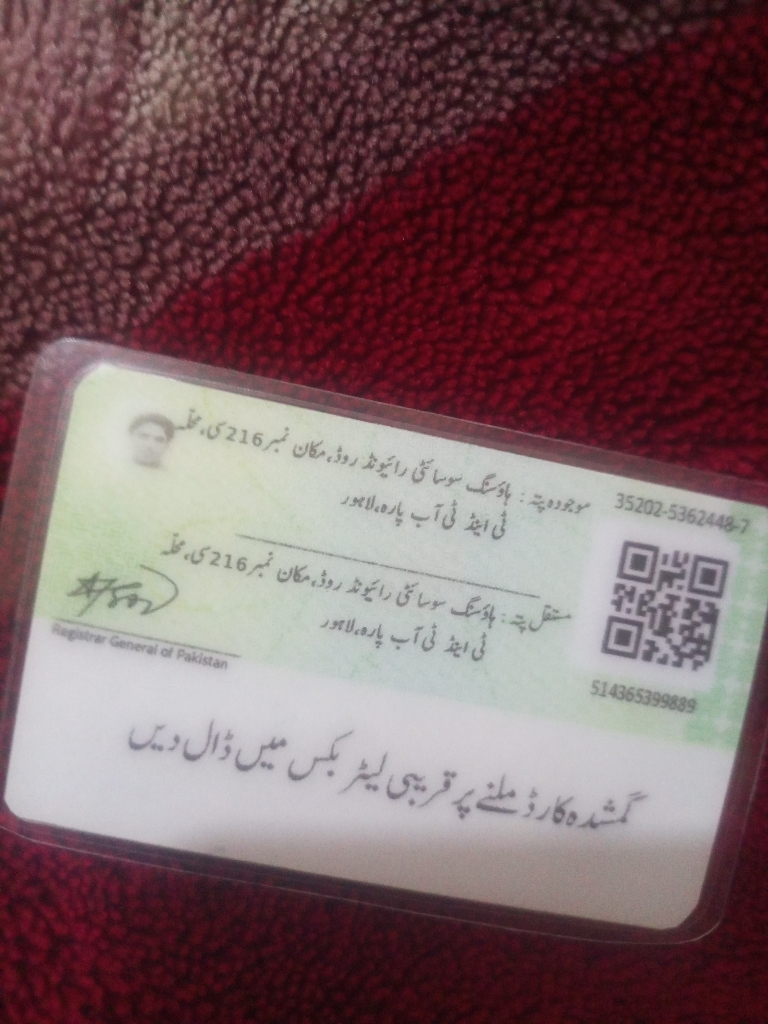 35202-5362448-7
موجودہ پتہ : ہاؤسنگ سوسائٹی رائیونڈ روڈ، مکان نمبر 216 سی، محلہ
ٹی اینڈ ٹی آب پارہ، لاہور
مستقل پتہ : ہاؤسنگ سوسائٹی رائیونڈ روڈ، مکان نمبر 216 سی، محلہ
ٹی اینڈ ٹی آب پارہ، لاہور
514365399889
Registrar General of Pakistan
گمشدہ کارڈ ملنے پر قریبی لیٹر بکس میں ڈال دیں